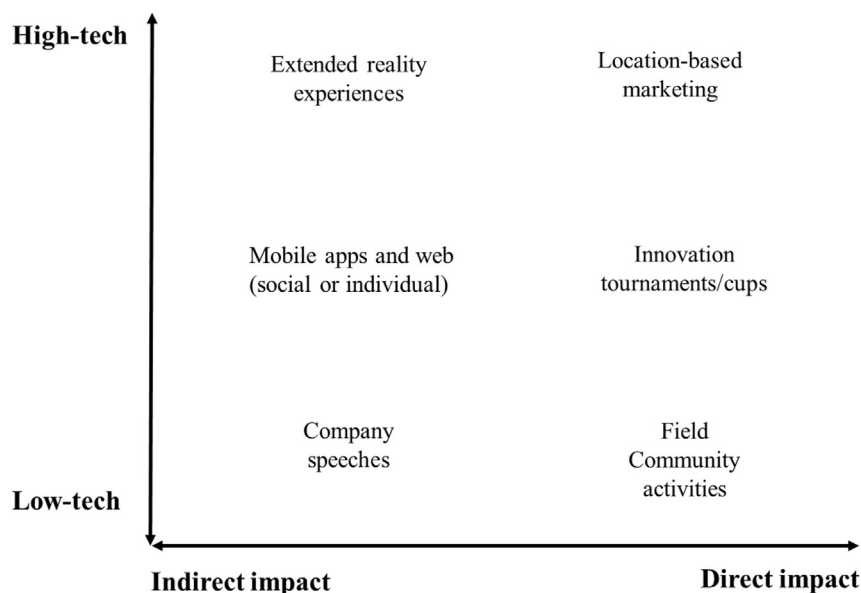 High-tech
Extended reality
experiences
Location-based
marketing
Mobile apps and web
(social or individual)
Innovation
tournaments/cups
Company
speeches
Field
Community
activities
Low-tech
Indirect impact
Direct impact